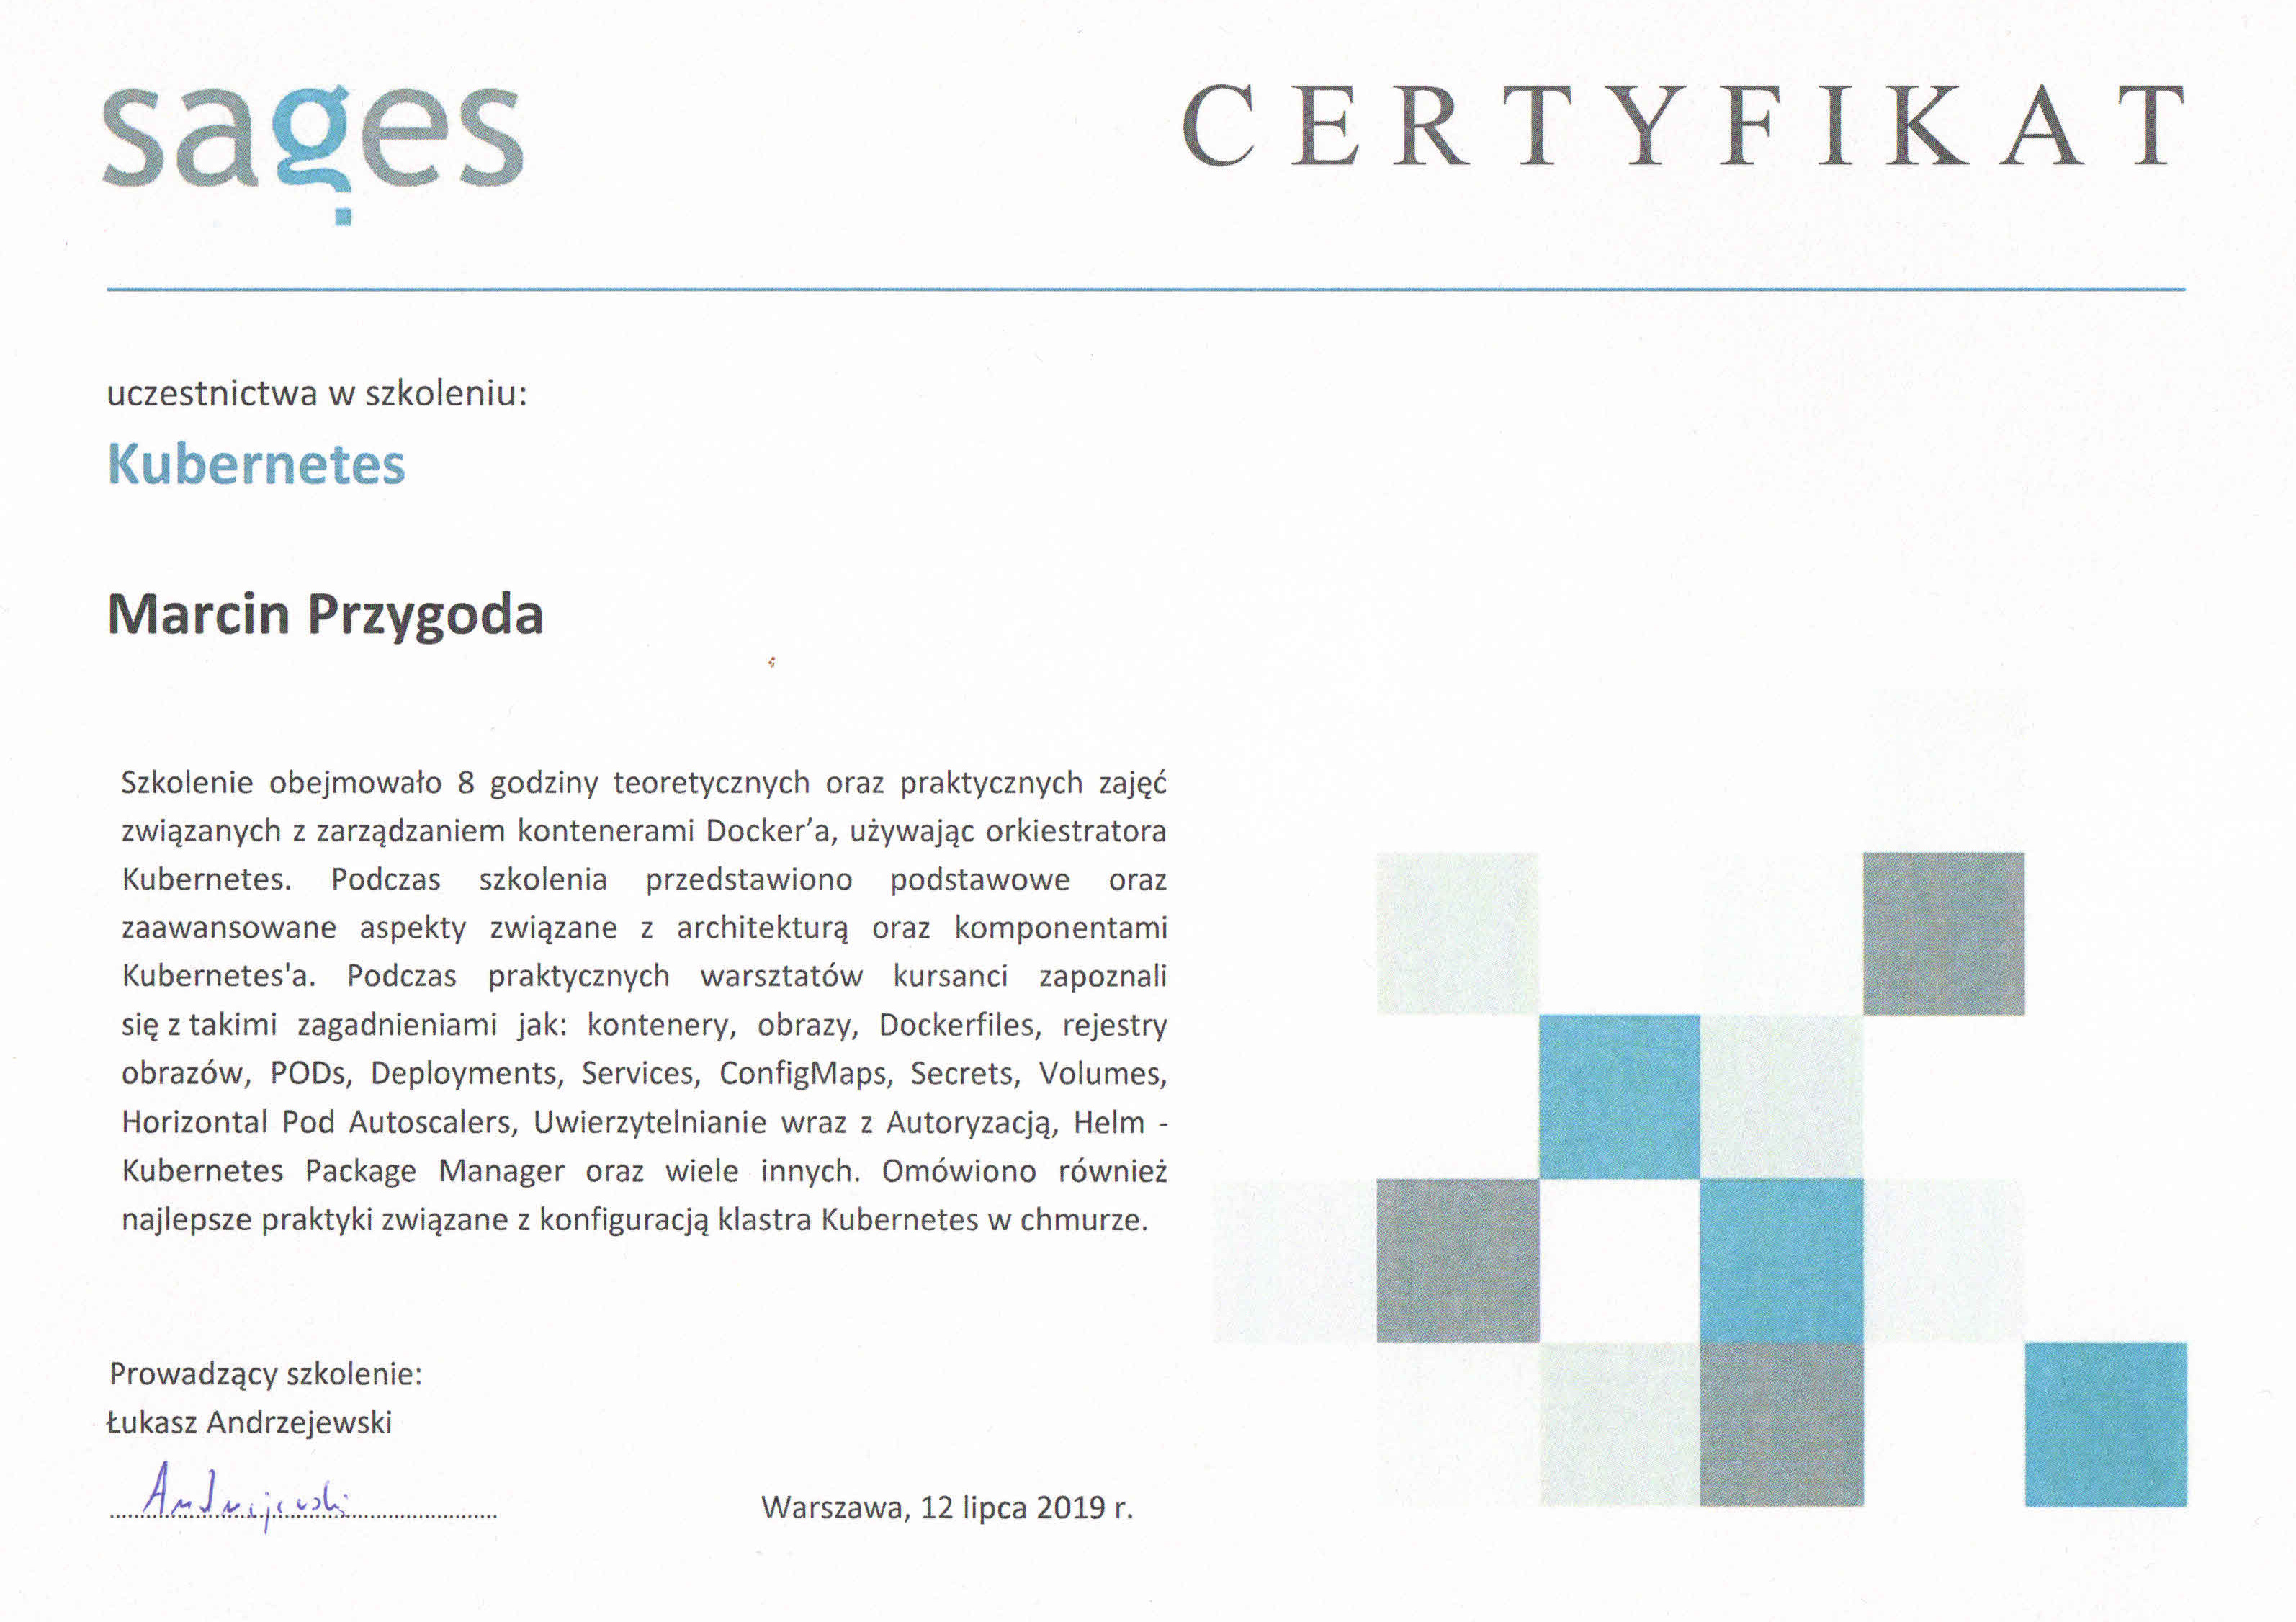 sages
CERTYFIKAT
uczestnictwa w szkoleniu:
Kubernetes
Marcin Przygoda
Szkolenie obejmowało 8 godziny teoretycznych oraz praktycznych zajęć
związanych z zarządzaniem kontenerami Docker'a, używając orkiestratora
Kubernetes. Podczas szkolenia przedstawiono podstawowe oraz
zaawansowane aspekty związane z architekturą oraz komponentami
Kubernetes'a. Podczas praktycznych warsztatów kursanci zapoznali
się z takimi zagadnieniami jak: kontenery, obrazy, Dockerfiles, rejestry
obrazów, PODs, Deployments, Services, ConfigMaps, Secrets, Volumes,
Horizontal Pod Autoscalers, Uwierzytelnianie wraz z Autoryzacją, Helm -
Kubernetes Package Manager oraz wiele innych. Omówiono również
najlepsze praktyki związane z konfiguracją klastra Kubernetes w chmurze.
Prowadzący szkolenie:
Łukasz Andrzejewski
Andrzejewski
Warszawa, 12 lipca 2019 r.